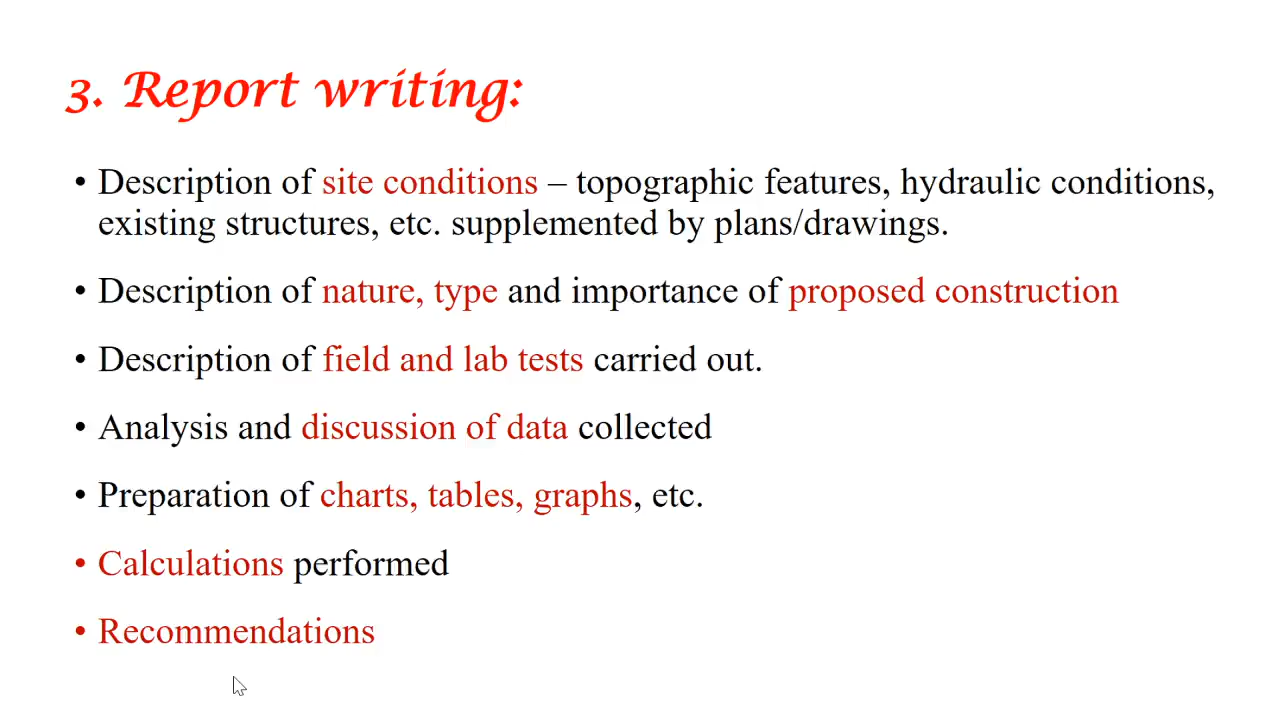 3. Report writing:
• Description of site conditions – topographic features, hydraulic conditions,
existing structures, etc. supplemented by plans/drawings.
• Description of nature, type and importance of proposed construction
• Description of field and lab tests carried out.
• Analysis and discussion of data collected
• Preparation of charts, tables, graphs, etc.
• Calculations performed
• Recommendations